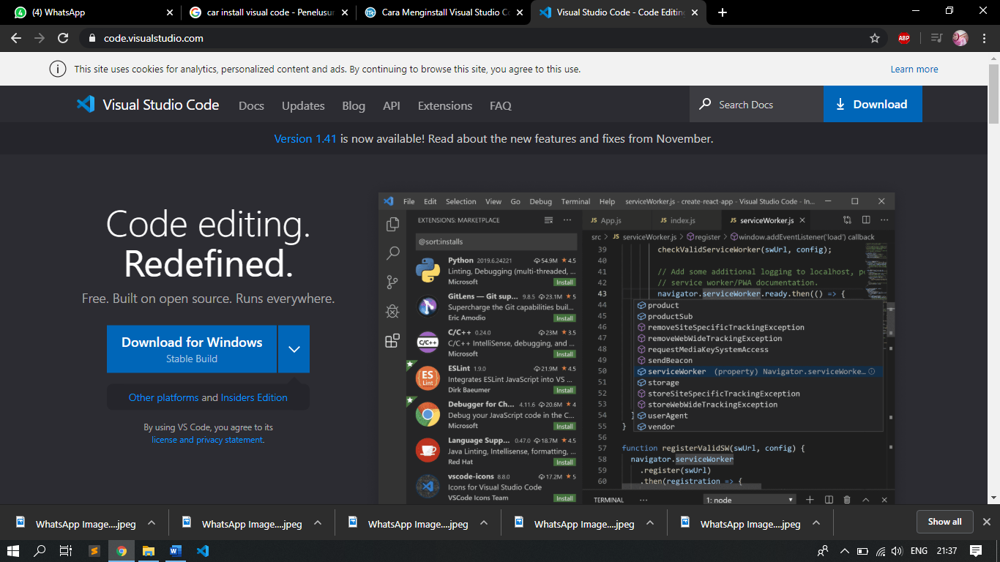 (4) WhatsApp
car install visual code - Penelusur
Cara Menginstall Visual Studio Co
Visual Studio Code - Code Editing
code.visualstudio.com
ABP
This site uses cookies for analytics, personalized content and ads. By continuing to browse this site, you agree to this use.
Learn more
Visual Studio Code
Docs
Updates
Blog
API
Extensions
FAQ
Search Docs
Download
Version 1.41 is now available! Read about the new features and fixes from November.
Code editing.
Redefined.
Free. Built on open source. Runs everywhere.
Download for Windows
Stable Build
Other platforms and Insiders Edition
By using VS Code, you agree to its
license and privacy statement.
File Edit Selection View Go Debug Terminal Help serviceWorker.js - create-react-app - Visual Studio Code - In...
EXTENSIONS: MARKETPLACE
@sort:installs
Python 2019.6.24221 54.9M 4.5
Linting, Debugging (multi-threaded, ...
Microsoft Install
GitLens — Git sup... 9.8.5 23.1M 5
Supercharge the Git capabilities buil...
Eric Amodio Install
C/C++ 0.24.0 23M 3.5
C/C++ IntelliSense, debugging, and ...
Microsoft Install
ESLint 1.9.0 21.9M 4.5
Integrates ESLint JavaScript into VS ...
Dirk Baeumer Install
Debugger for Ch... 4.11.6 20.6M 4
Debug your JavaScript code in the C...
Microsoft Install
Language Supp... 0.47.0 18.7M 4.5
Java Linting, Intellisense, formatting, ...
Red Hat Install
vscode-icons 8.8.0 17.2M 5
Icons for Visual Studio Code
VSCode Icons Team Install
C/C++
ES
Lint
JS App.js
JS index.js
JS serviceWorker.js
src > JS serviceWorker.js > register > window.addEventListener('load') callback
39 checkValidServiceWorker(swUrl, config);
40
41 // Add some additional logging to localhost, po
42 // service worker/PWA documentation.
43 navigator.serviceWorker.ready.then(() => {
44 product
45 productSub
46 removeSiteSpecificTrackingException
47 removeWebWideTrackingException
48 requestMediaKeySystemAccess
49 sendBeacon
50 serviceWorker (property) Navigator.serviceWorke...
51 storage
52 storeSiteSpecificTrackingException
53 storeWebWideTrackingException
54 } userAgent
55 } vendor
56
57 function registerValidSW(swUrl, config) {
58 navigator.serviceWorker
59 .register(swUrl)
60 .then(registration => {
TERMINAL ... 1: node
WhatsApp Image....jpeg
WhatsApp Image....jpeg
WhatsApp Image....jpeg
WhatsApp Image....jpeg
WhatsApp Image....jpeg
Show all
ENG
21:37